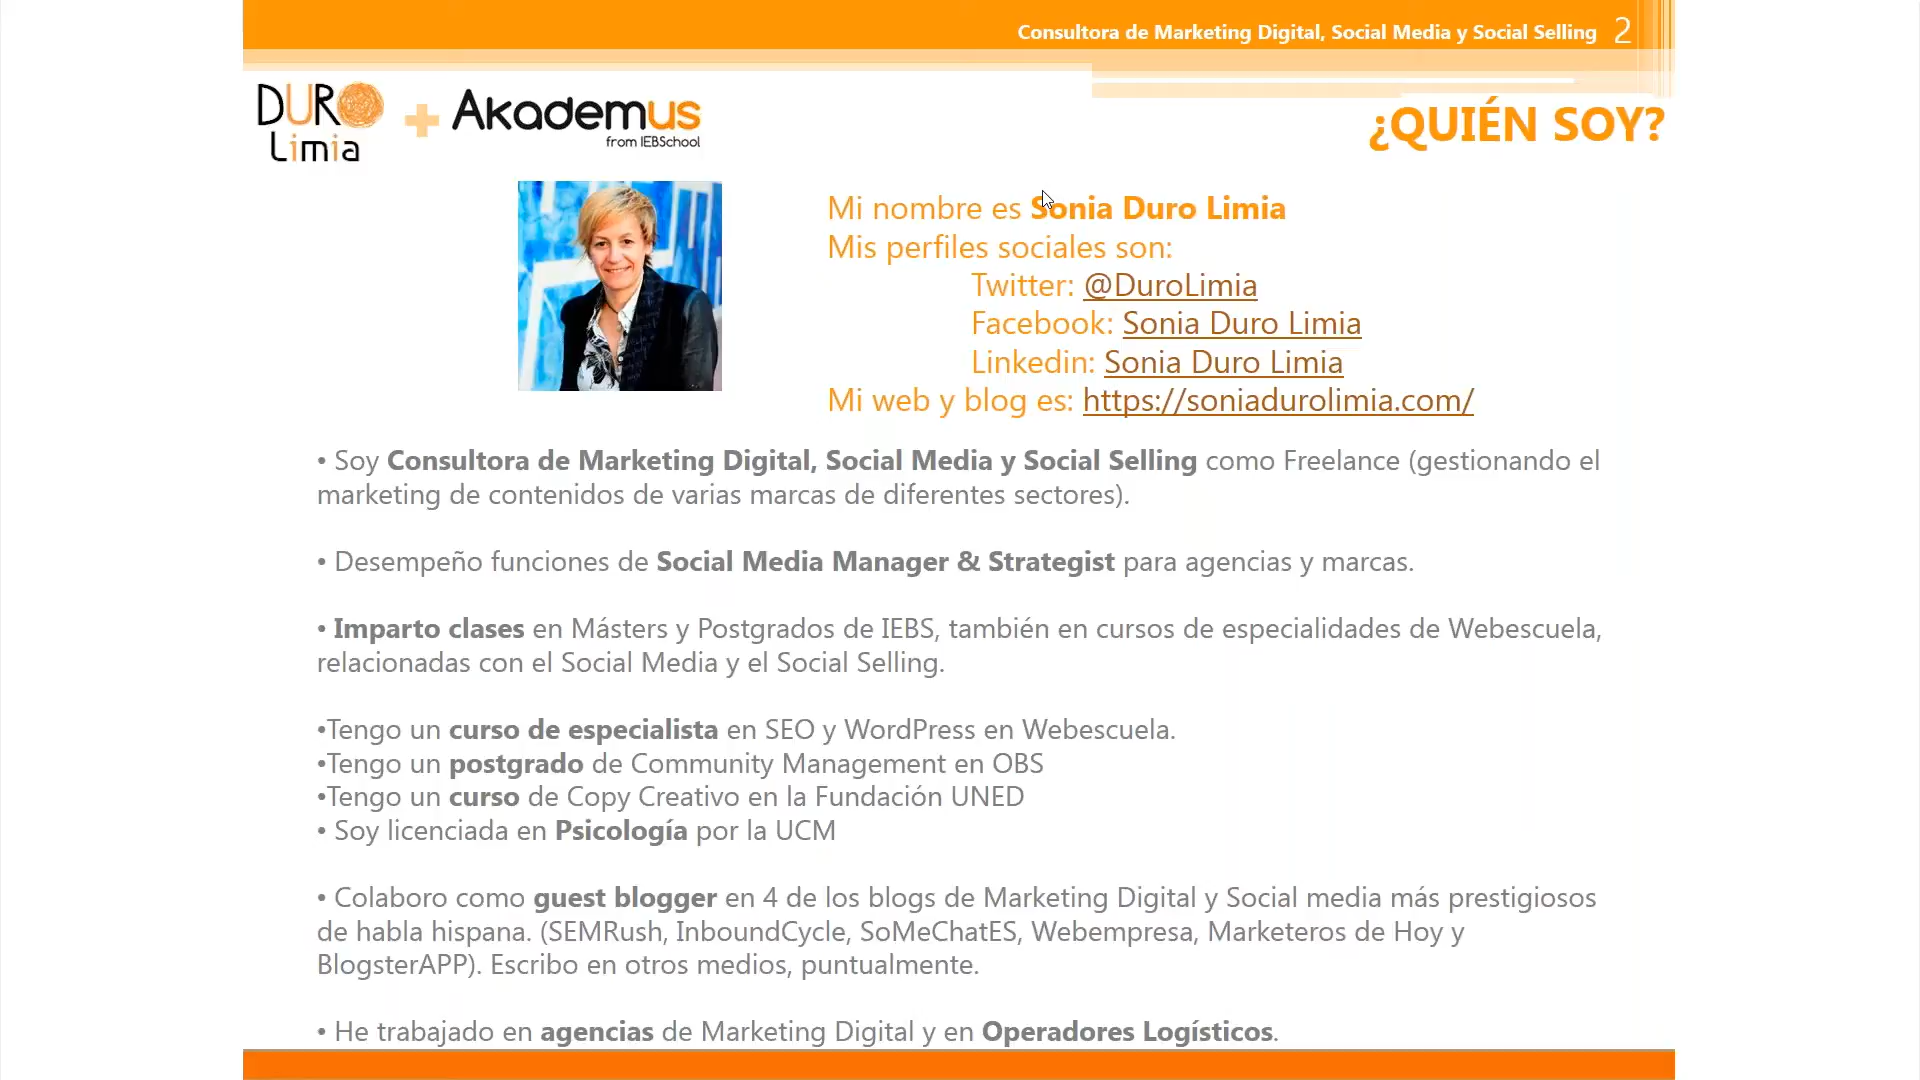 Consultora de Marketing Digital, Social Media y Social Selling 2
DURO
Limia
+ Akademus
from IEBSchool
¿QUIÉN SOY?
Mi nombre es Sonia Duro Limia
Mis perfiles sociales son:
Twitter: @DuroLimia
Facebook: Sonia Duro Limia
Linkedin: Sonia Duro Limia
Mi web y blog es: https://soniadurolimia.com/
• Soy Consultora de Marketing Digital, Social Media y Social Selling como Freelance (gestionando el
marketing de contenidos de varias marcas de diferentes sectores).
• Desempeño funciones de Social Media Manager & Strategist para agencias y marcas.
• Imparto clases en Másters y Postgrados de IEBS, también en cursos de especialidades de Webescuela,
relacionadas con el Social Media y el Social Selling.
•Tengo un curso de especialista en SEO y WordPress en Webescuela.
•Tengo un postgrado de Community Management en OBS
•Tengo un curso de Copy Creativo en la Fundación UNED
• Soy licenciada en Psicología por la UCM
• Colaboro como guest blogger en 4 de los blogs de Marketing Digital y Social media más prestigiosos
de habla hispana. (SEMRush, InboundCycle, SoMeChatES, Webempresa, Marketeros de Hoy y
BlogsterAPP). Escribo en otros medios, puntualmente.
• He trabajado en agencias de Marketing Digital y en Operadores Logísticos.